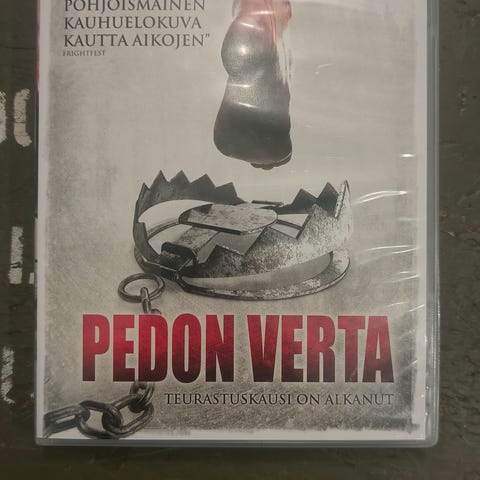 POHJOISMAINEN
KAUHUELOKUVA
KAUTTA AIKOJEN”
FRIGHTFEST
PEDON VERTA
TEURASTUSKAUSI ON ALKANUT